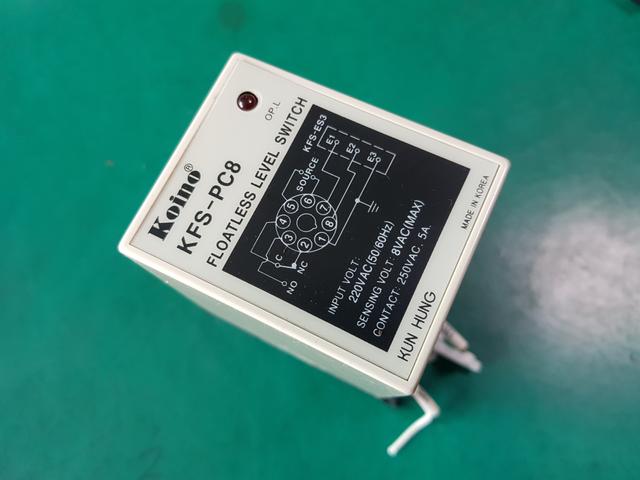 Koino®
KFS-PC8
FLOATLESS LEVEL SWITCH
OP.L
KFS-ES3
E1
E2
E3
SOURCE
5
6
7
4
8
3
2
1
C
NC
NO
INPUT VOLT:
220VAC(50/60Hz)
SENSING VOLT: 8VAC(MAX)
CONTACT: 250VAC. 5A.
KUN HUNG
MADE IN KOREA